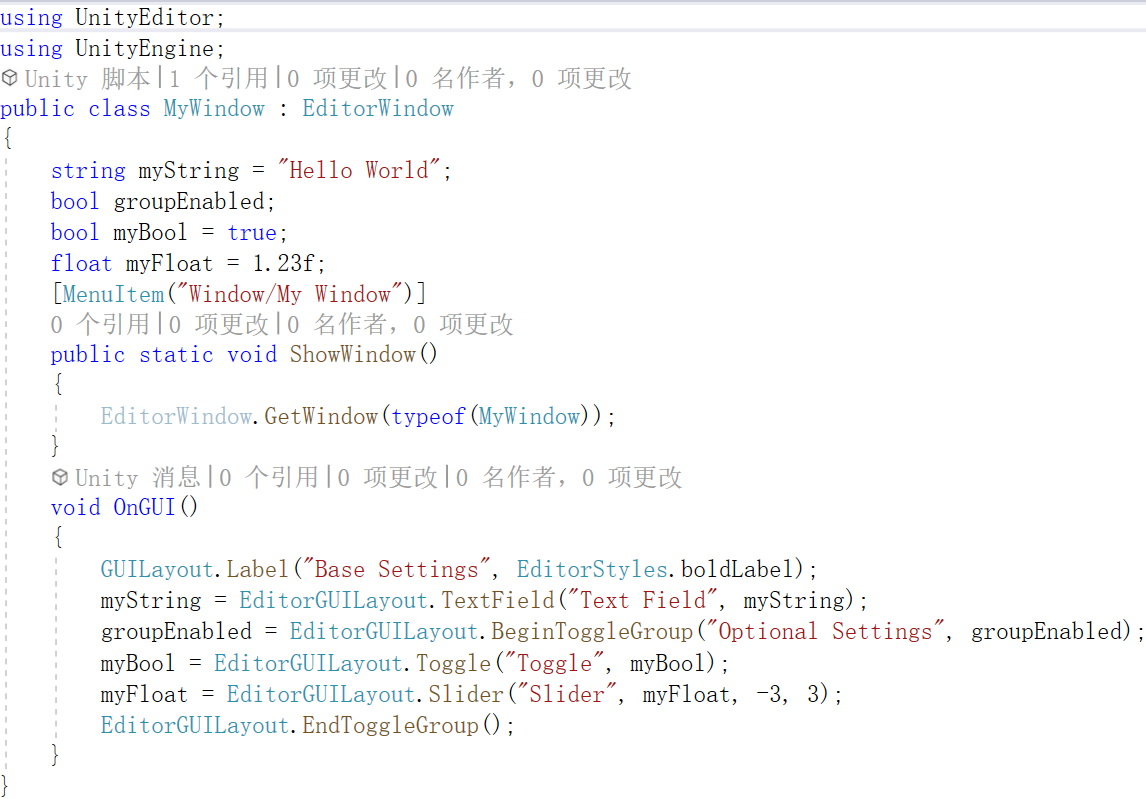 using UnityEditor;
using UnityEngine;
Unity 脚本|1 个引用|0 项更改|0 名作者，0 项更改
public class MyWindow : EditorWindow
{
string myString = "Hello World";
bool groupEnabled;
bool myBool = true;
float myFloat = 1.23f;
[MenuItem("Window/My Window")]
0 个引用|0 项更改|0 名作者，0 项更改
public static void ShowWindow()
{
EditorWindow.GetWindow(typeof(MyWindow));
}
Unity 消息|0 个引用|0 项更改|0 名作者，0 项更改
void OnGUI()
{
GUILayout.Label("Base Settings", EditorStyles.boldLabel);
myString = EditorGUILayout.TextField("Text Field", myString);
groupEnabled = EditorGUILayout.BeginToggleGroup("Optional Settings", groupEnabled);
myBool = EditorGUILayout.Toggle("Toggle", myBool);
myFloat = EditorGUILayout.Slider("Slider", myFloat, -3, 3);
EditorGUILayout.EndToggleGroup();
}
}